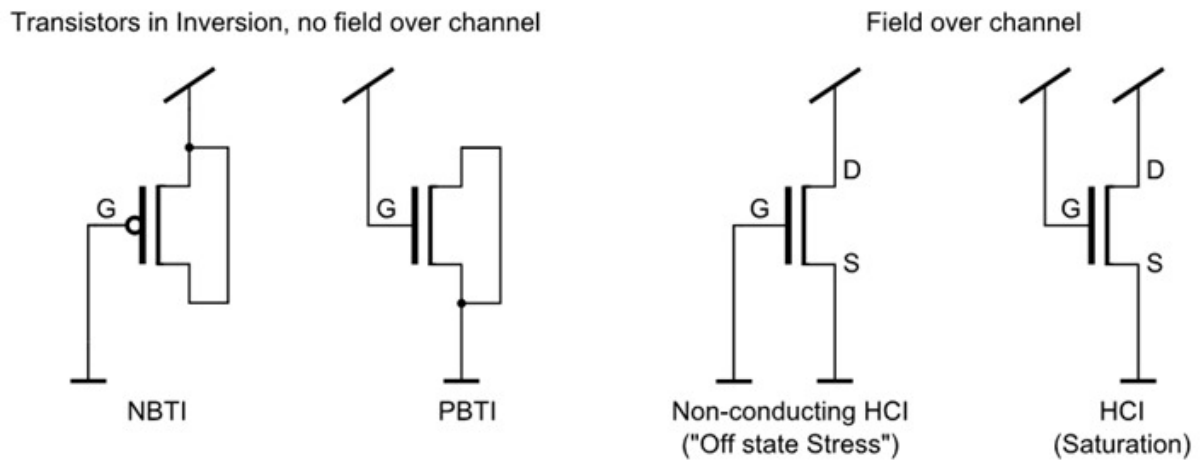 Transistors in Inversion, no field over channel
Field over channel
G
G
D
G
S
D
G
S
NBTI
PBTI
Non-conducting HCI
("Off state Stress")
HCI
(Saturation)